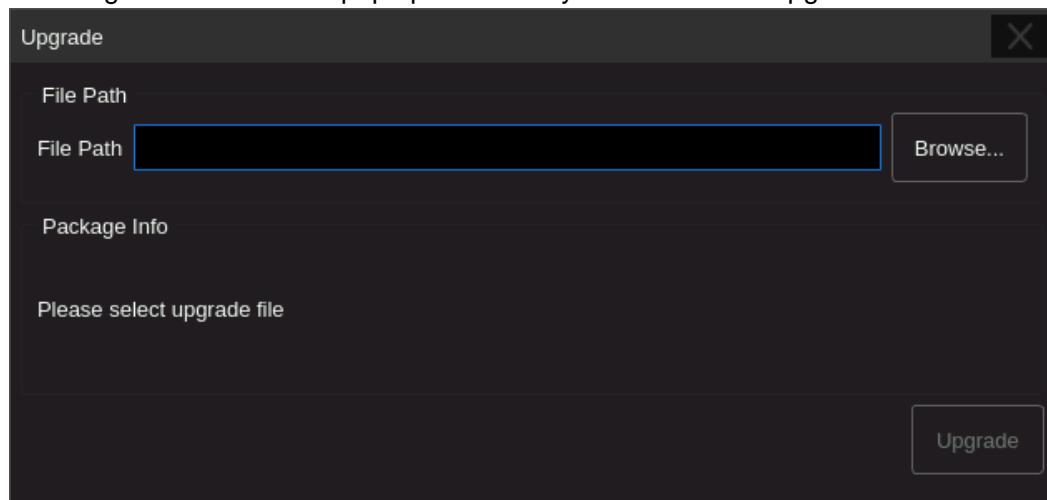 Upgrade
File Path
File Path
Browse...
Package Info
Please select upgrade file
Upgrade